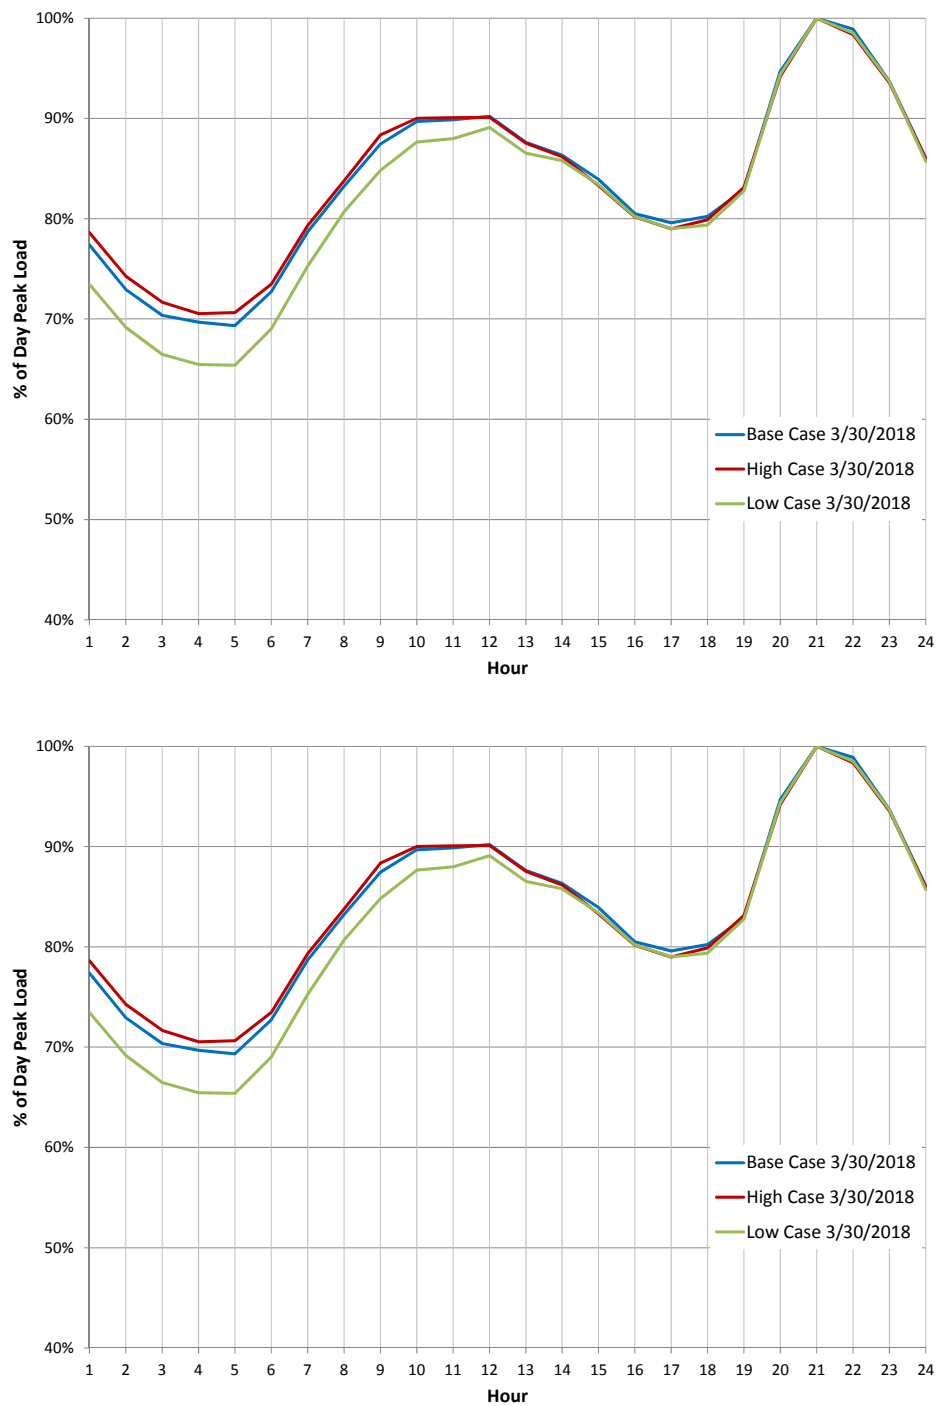 100%
90%
80%
70%
60%
50%
40%
% of Day Peak Load
Base Case 3/30/2018
High Case 3/30/2018
Low Case 3/30/2018
1 2 3 4 5 6 7 8 9 10 11 12 13 14 15 16 17 18 19 20 21 22 23 24
Hour
100%
90%
80%
70%
60%
50%
40%
% of Day Peak Load
Base Case 3/30/2018
High Case 3/30/2018
Low Case 3/30/2018
1 2 3 4 5 6 7 8 9 10 11 12 13 14 15 16 17 18 19 20 21 22 23 24
Hour